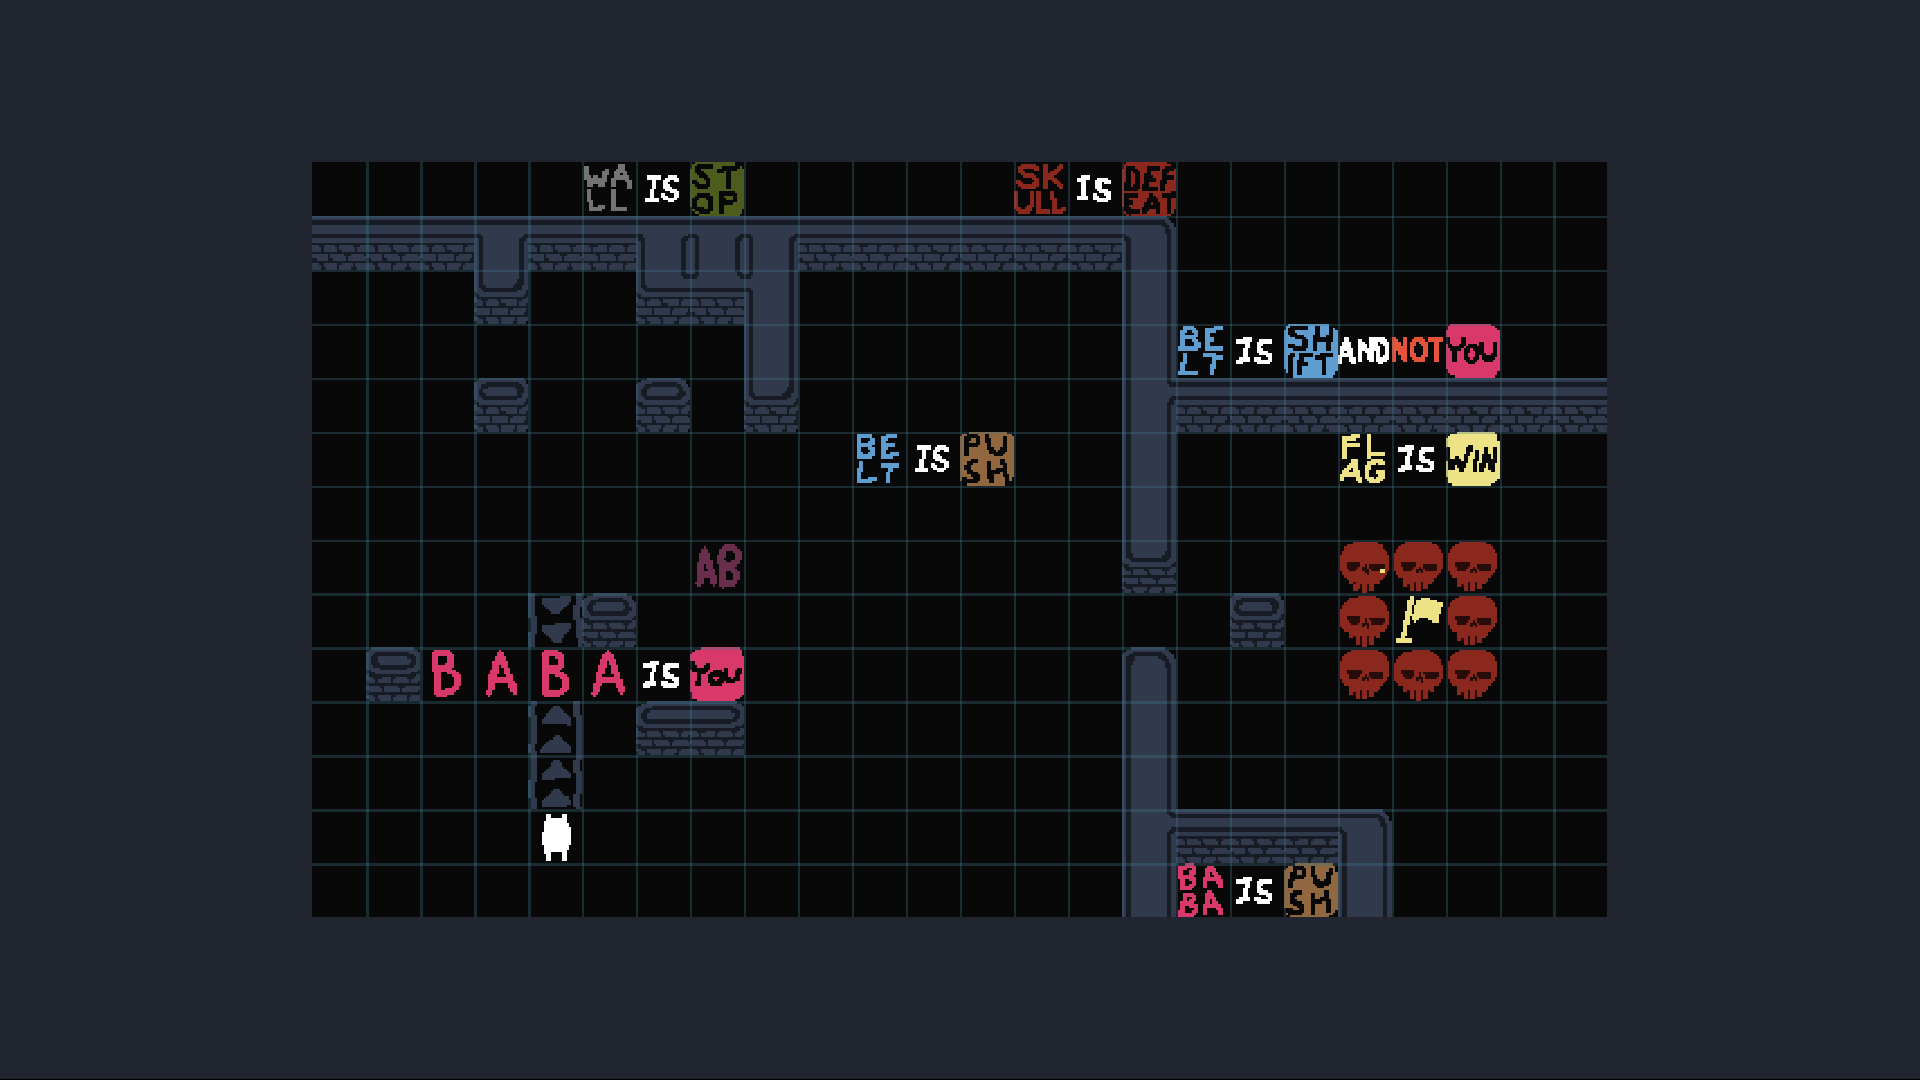 WALL IS STOP
SKULL IS DEFEAT
BELT IS SHIFT AND NOT YOU
BELT IS PUSH
FLAG IS WIN
AB
B A B A IS YOU
BABA IS PUSH